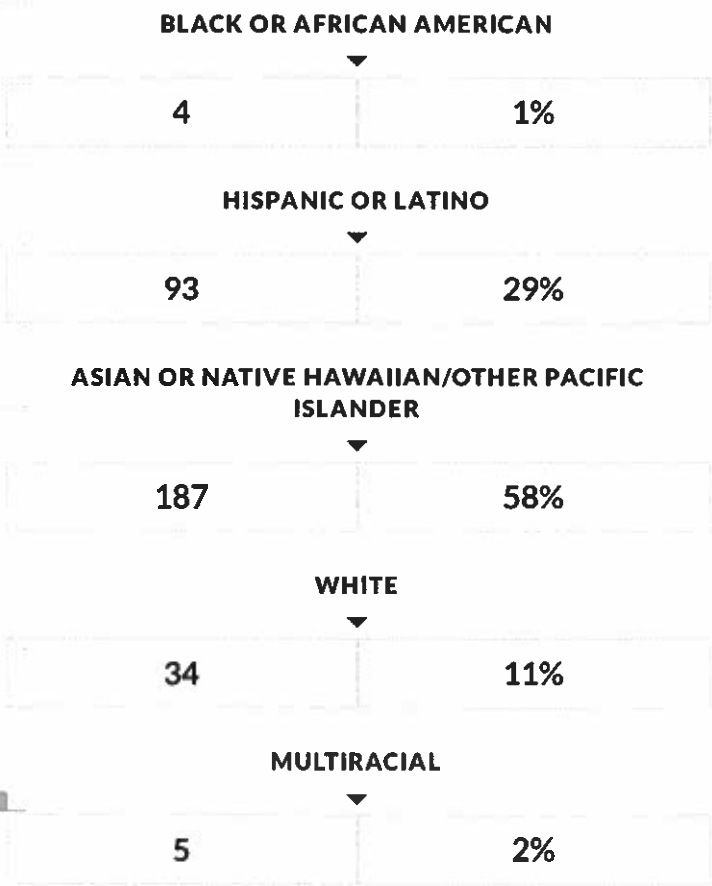 BLACK OR AFRICAN AMERICAN
4 1%
HISPANIC OR LATINO
93 29%
ASIAN OR NATIVE HAWAIIAN/OTHER PACIFIC
ISLANDER
187 58%
WHITE
34 11%
MULTIRACIAL
5 2%